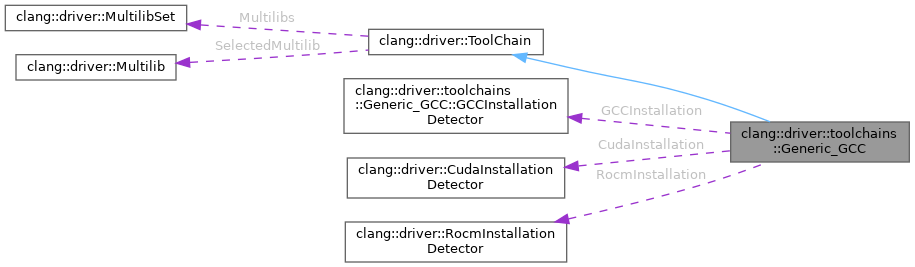 clang::driver::MultilibSet
Multilibs
clang::driver::ToolChain
SelectedMultilib
clang::driver::Multilib
clang::driver::toolchains
::Generic_GCC::GCCInstallation
Detector
GCCInstallation
clang::driver::toolchains
::Generic_GCC
CudaInstallation
clang::driver::CudaInstallation
Detector
RocmInstallation
clang::driver::RocmInstallation
Detector